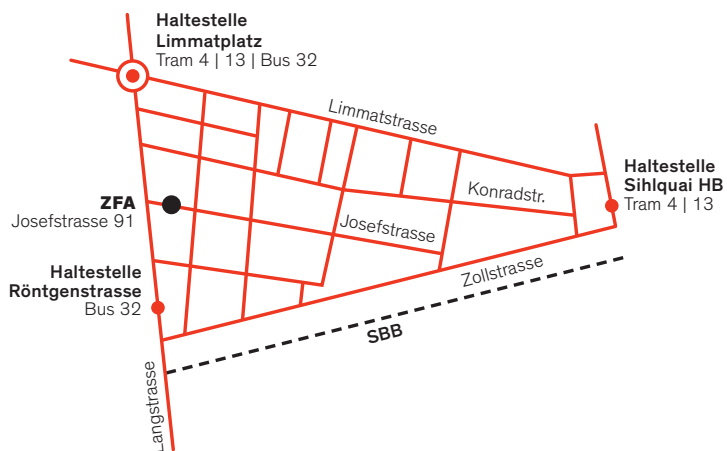 Haltestelle
Limmatplatz
Tram 4 | 13 | Bus 32
Limmatstrasse
Haltestelle
Sihlquai HB
Tram 4 | 13
Konradstr.
ZFA
Josefstrasse 91
Josefstrasse
Haltestelle
Röntgenstrasse
Bus 32
Zollstrasse
SBB
Langstrasse